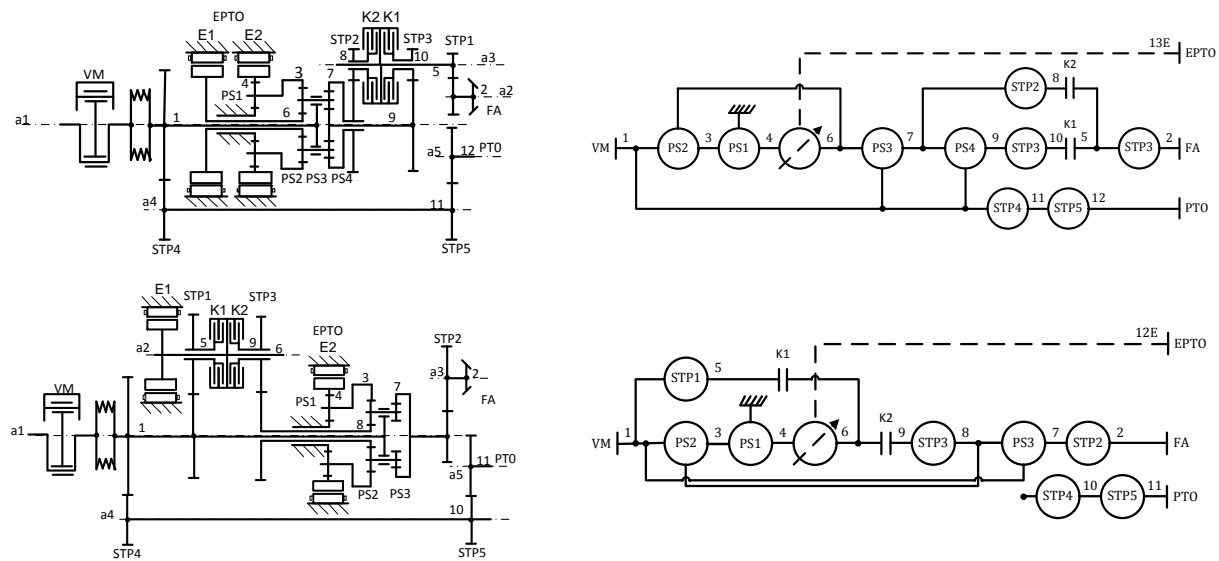 EPTO
E1 E2
K2 K1
STP2 STP3 STP1
8 10
a3
VM
3 7
4
5
2 a2
PS1
FA
6
a1
1
9
PTO
a5
12
PS2 PS3 PS4
a4
11
STP4
STP5
13E
EPTO
K2
STP2
8
K1
VM
1
PS2
3
PS1
4
6
PS3
7
PS4
9
STP3
10
5
STP3
2
FA
STP4
11
STP5
12
PTO
E1
STP1
STP3
K1 K2
EPTO
E2
STP2
5
9
6
a2
3
7
a3
2
VM
4
PS1
FA
8
a1
1
11
PTO
a5
PS2
PS3
a4
10
STP4
STP5
12E
EPTO
K1
STP1
5
K2
VM
1
PS2
3
PS1
4
6
9
STP3
8
PS3
7
STP2
2
FA
STP4
10
STP5
11
PTO